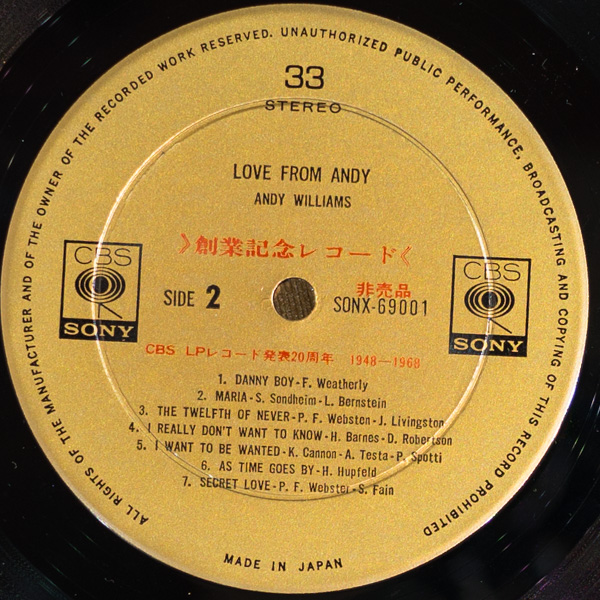 ALL RIGHTS OF THE MANUFACTURER AND OF THE OWNER OF THE RECORDED WORK RESERVED. UNAUTHORIZED PUBLIC PERFORMANCE, BROADCASTING AND COPYING OF THIS RECORD PROHIBITED
33
STEREO
LOVE FROM ANDY
ANDY WILLIAMS
》創業記念レコード《
CBS
SONY
SIDE 2
非売品
SONX-69001
CBS
SONY
CBS LPレコード発表20周年 1948—1968
1. DANNY BOY-F. Weatherly
2. MARIA-S. Sondheim-L. Bernstein
3. THE TWELFTH OF NEVER-P. F. Websten-J. Livingston
4. I REALLY DON'T WANT TO KNOW-H. Barnes-D. Robertson
5. I WANT TO BE WANTED-K. Cannon-A. Testa-P. Spotti
6. AS TIME GOES BY-H. Hupfeld
7. SECRET LOVE-P. F. Webster-S. Fain
MADE IN JAPAN